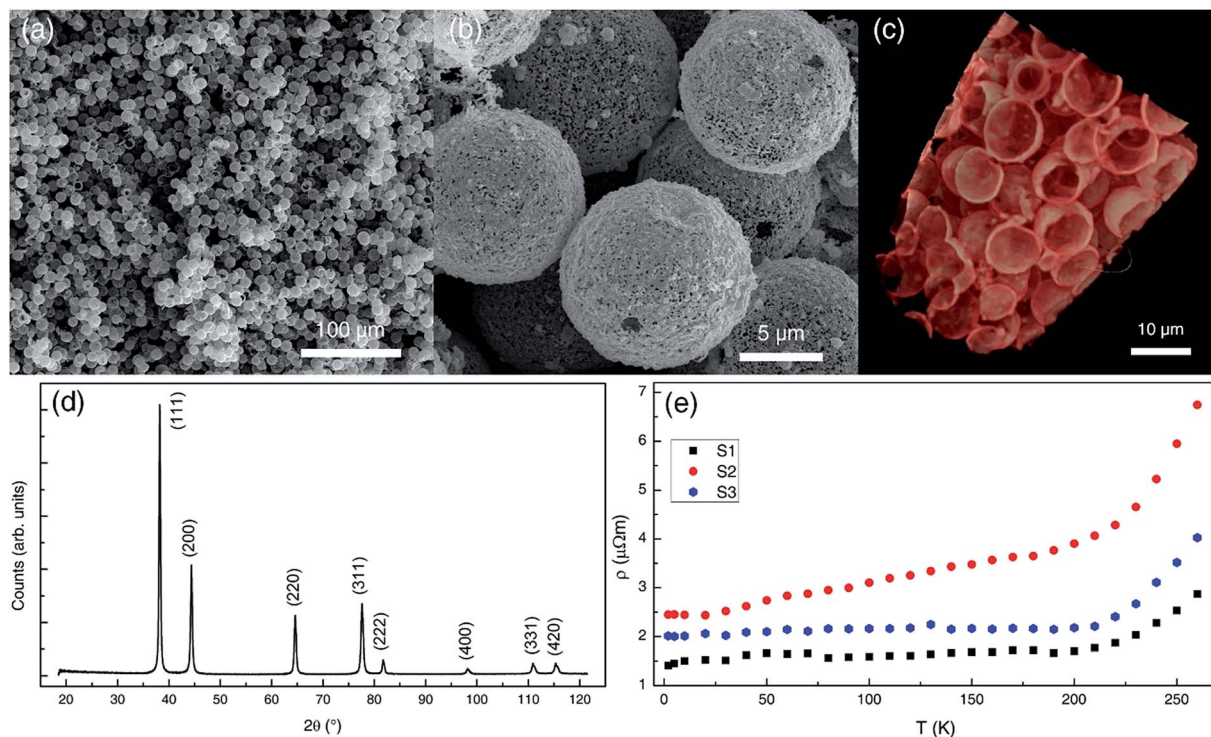 (a)
100 µm
(b)
5 µm
(c)
10 µm
(d)
Counts (arb. units)
(111)
(200)
(220)
(311)
(222)
(400)
(331)
(420)
20 30 40 50 60 70 80 90 100 110 120
2θ (°)
(e)
ρ (µΩm)
7
6
5
4
3
2
1
S1
S2
S3
0 50 100 150 200 250
T (K)